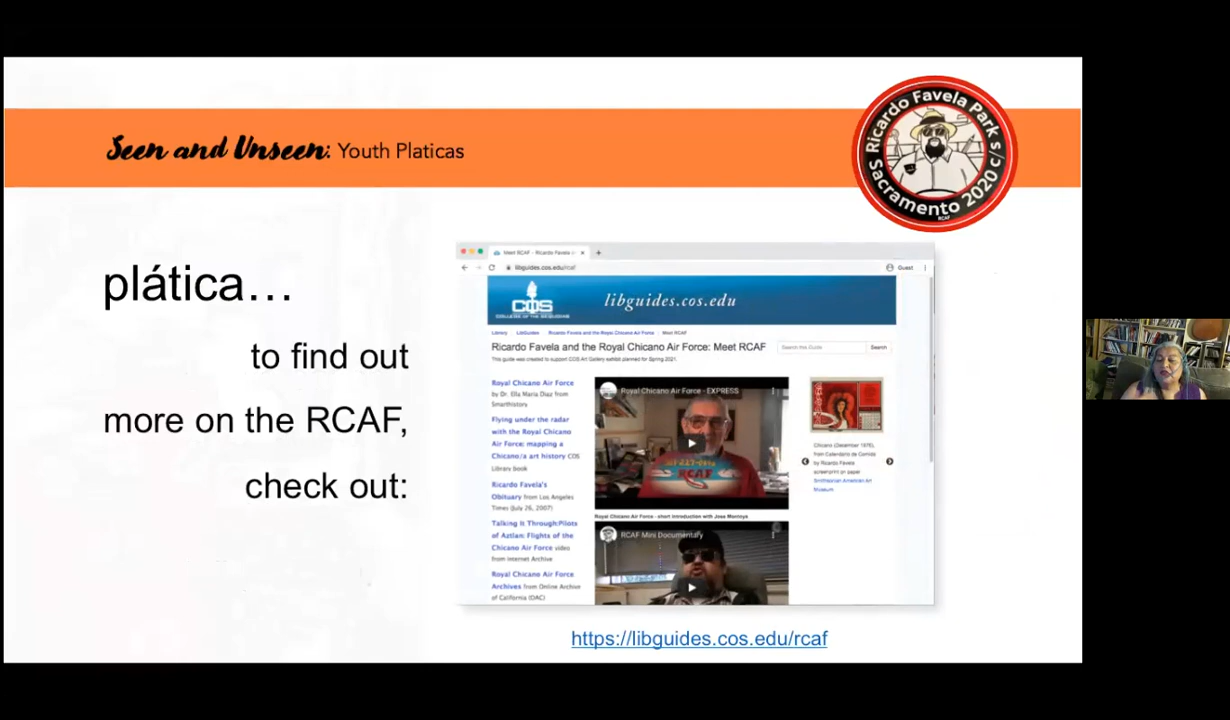 Seen and Unseen: Youth Platicas
Ricardo Favela Park s/c
Sacramento 2020
RCAF
plática...
to find out
more on the RCAF,
check out:
Meet RCAF - Ricardo Favela
libguides.cos.edu/rcaf
Guest
COS
COLLEGE OF THE SEQUOIAS
libguides.cos.edu
Library LibGuides Ricardo Favela and the Royal Chicano Air Force Meet RCAF
Ricardo Favela and the Royal Chicano Air Force: Meet RCAF
Search this Guide Search
This guide was created to support COS Art Gallery exhibit planned for Spring 2021.
Royal Chicano Air Force
by Dr. Ella Maria Diaz from
Smarthistory
Flying under the radar
with the Royal Chicano
Air Force: mapping a
Chicano/a art history COS
Library book
Ricardo Favela's
Obituary from Los Angeles
Times (July 26, 2007)
Talking It Through:Pilots
of Aztlan: Flights of the
Chicano Air Force video
from Internet Archive
Royal Chicano Air Force
Archives from Online Archive
of California (OAC)
Royal Chicano Air Force - EXPRESS
RCAF
Royal Chicano Air Force - short introduction with Jose Montoya
RCAF Mini Documentary
Chicano (December 1976),
from Calendario de Comida
by Ricardo Favela
screenprint on paper
Smithsonian American Art
Museum
https://libguides.cos.edu/rcaf